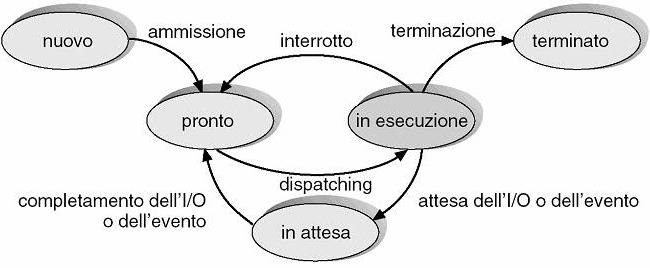 nuovo
ammissione
interrotto
terminazione
terminato
pronto
in esecuzione
dispatching
completamento dell'I/O
o dell'evento
in attesa
attesa dell'I/O o dell'evento